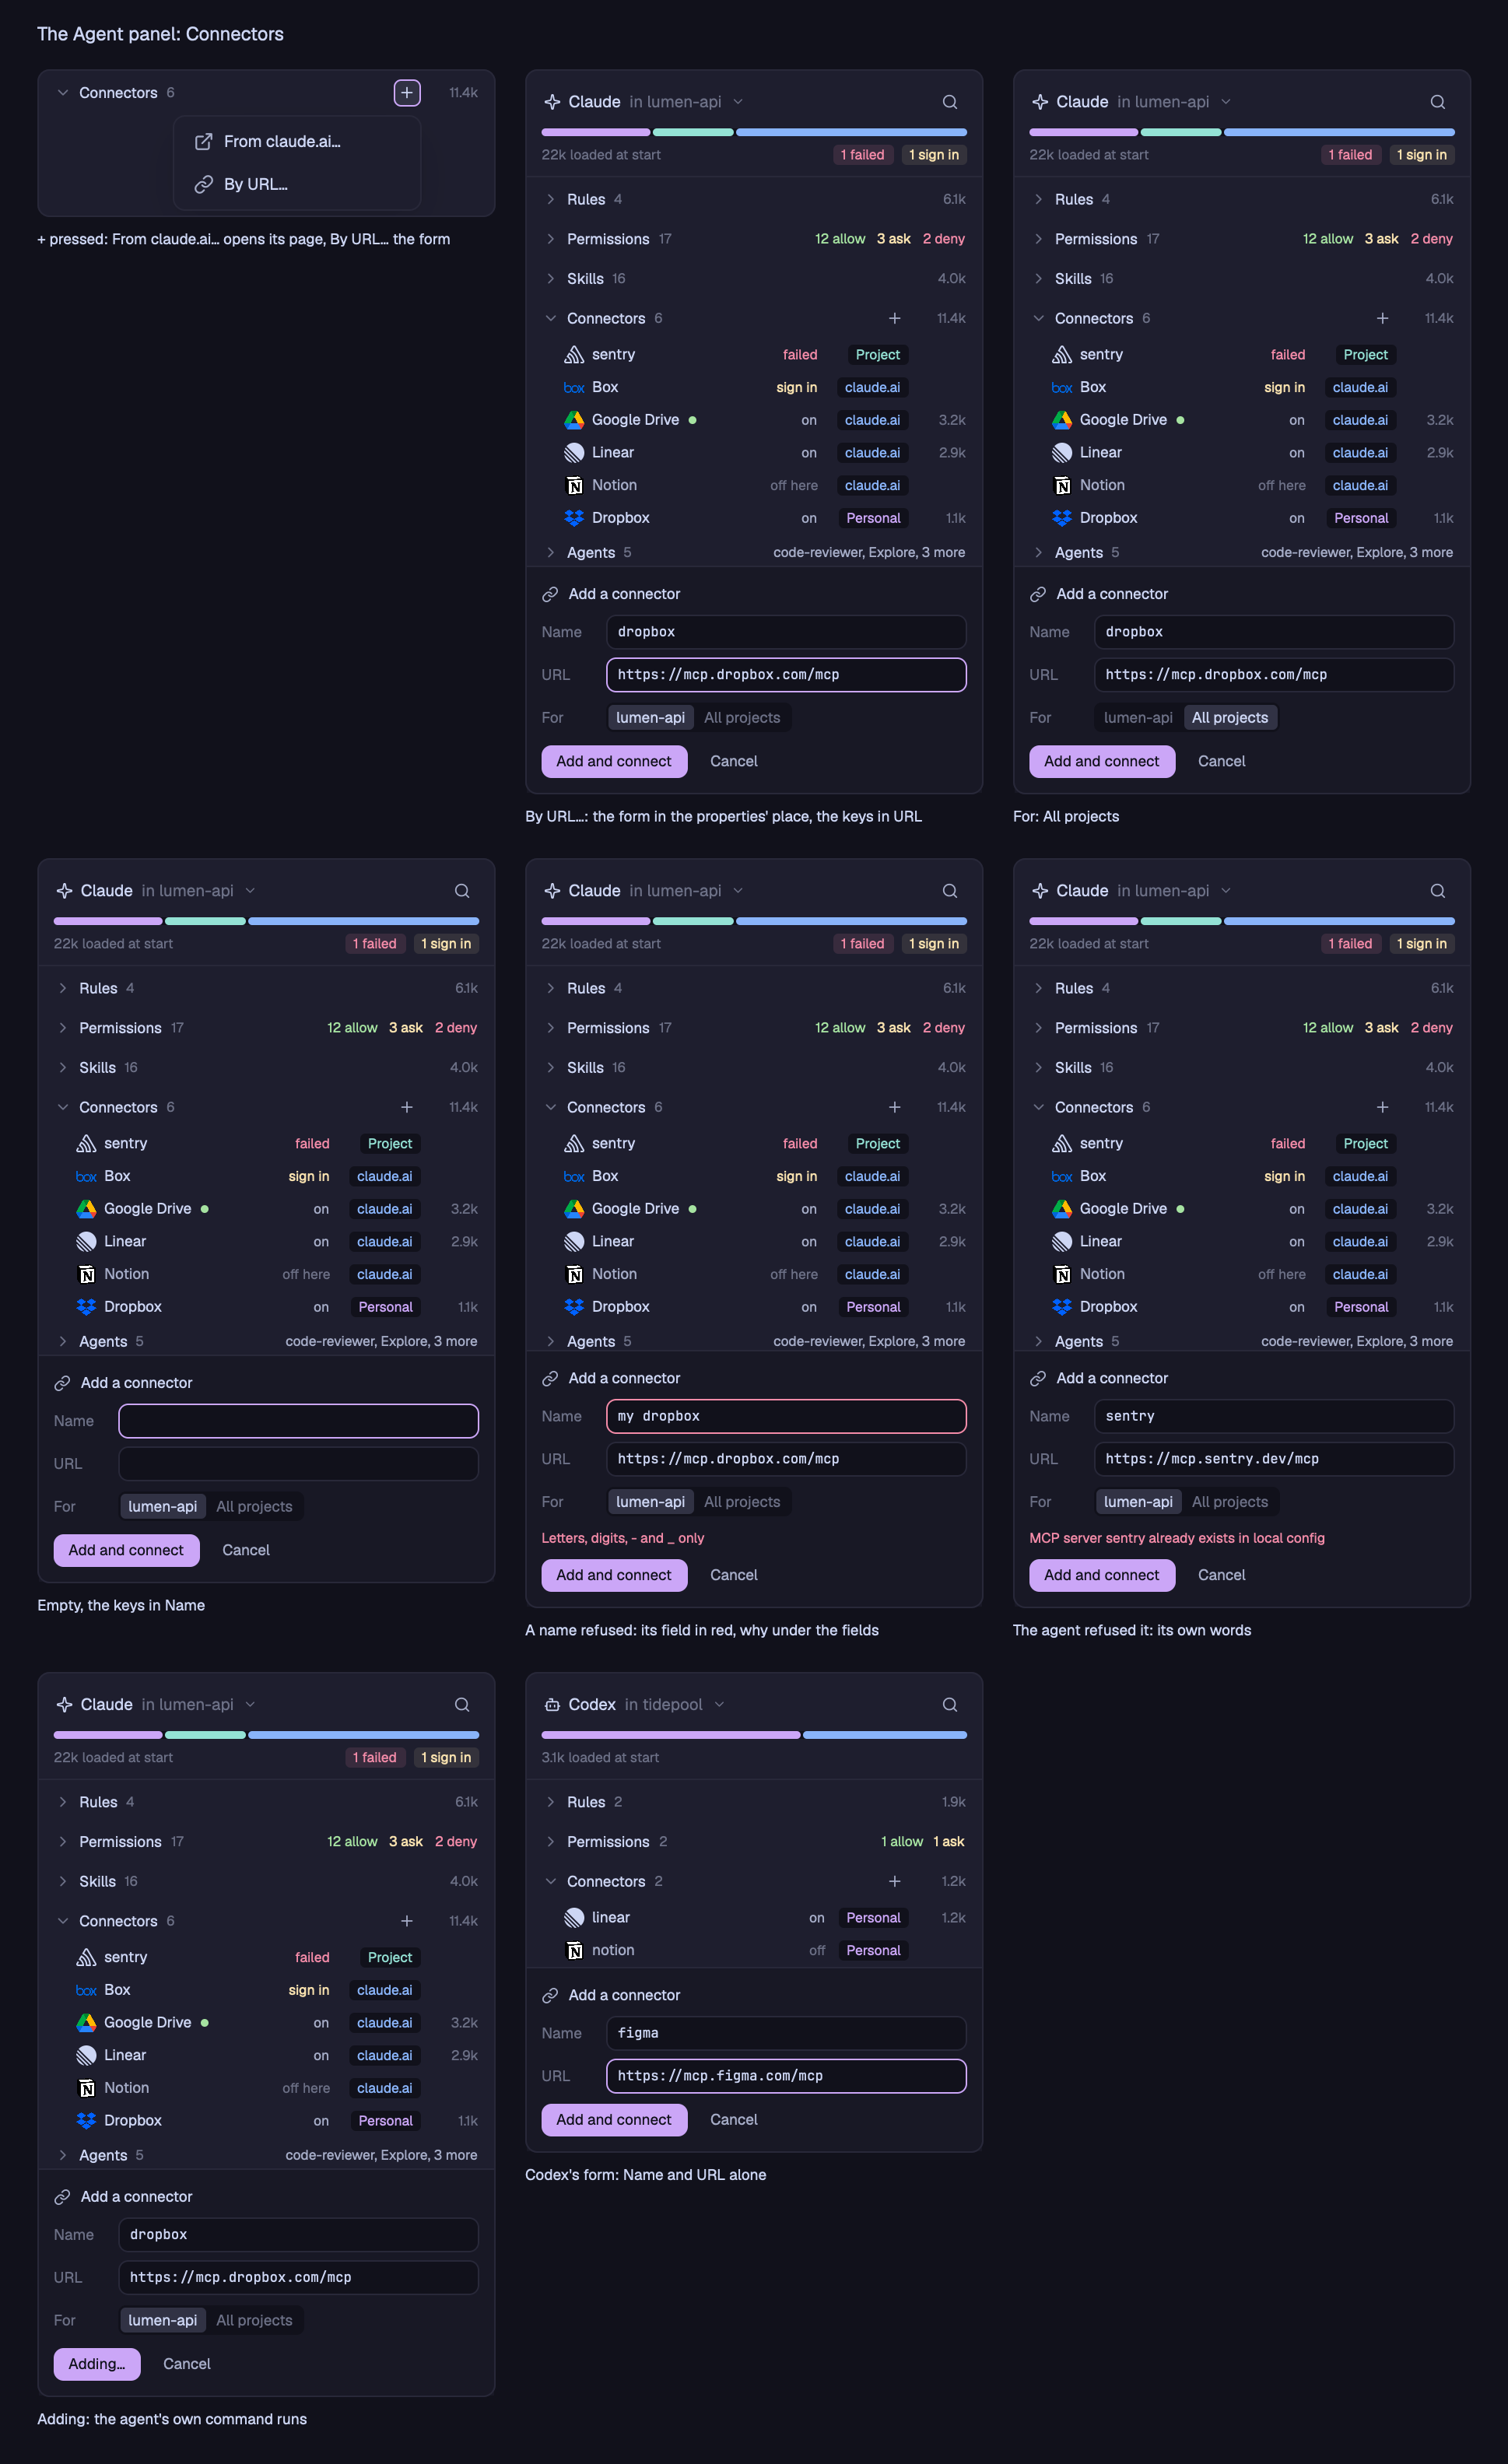 The Agent panel: Connectors
Connectors 6 + 11.4k
From claude.ai...
By URL...
+ pressed: From claude.ai... opens its page, By URL... the form
Claude in lumen-api
22k loaded at start 1 failed 1 sign in
Rules 4 6.1k
Permissions 17 12 allow 3 ask 2 deny
Skills 16 4.0k
Connectors 6 + 11.4k
sentry failed Project
box Box sign in claude.ai
Google Drive on claude.ai 3.2k
Linear on claude.ai 2.9k
Notion off here claude.ai
Dropbox on Personal 1.1k
Agents 5 code-reviewer, Explore, 3 more
Add a connector
Name dropbox
URL https://mcp.dropbox.com/mcp
For lumen-api All projects
Add and connect Cancel
By URL...: the form in the properties' place, the keys in URL
Claude in lumen-api
22k loaded at start 1 failed 1 sign in
Rules 4 6.1k
Permissions 17 12 allow 3 ask 2 deny
Skills 16 4.0k
Connectors 6 + 11.4k
sentry failed Project
box Box sign in claude.ai
Google Drive on claude.ai 3.2k
Linear on claude.ai 2.9k
Notion off here claude.ai
Dropbox on Personal 1.1k
Agents 5 code-reviewer, Explore, 3 more
Add a connector
Name dropbox
URL https://mcp.dropbox.com/mcp
For lumen-api All projects
Add and connect Cancel
For: All projects
Claude in lumen-api
22k loaded at start 1 failed 1 sign in
Rules 4 6.1k
Permissions 17 12 allow 3 ask 2 deny
Skills 16 4.0k
Connectors 6 + 11.4k
sentry failed Project
box Box sign in claude.ai
Google Drive on claude.ai 3.2k
Linear on claude.ai 2.9k
Notion off here claude.ai
Dropbox on Personal 1.1k
Agents 5 code-reviewer, Explore, 3 more
Add a connector
Name
URL
For lumen-api All projects
Add and connect Cancel
Empty, the keys in Name
Claude in lumen-api
22k loaded at start 1 failed 1 sign in
Rules 4 6.1k
Permissions 17 12 allow 3 ask 2 deny
Skills 16 4.0k
Connectors 6 + 11.4k
sentry failed Project
box Box sign in claude.ai
Google Drive on claude.ai 3.2k
Linear on claude.ai 2.9k
Notion off here claude.ai
Dropbox on Personal 1.1k
Agents 5 code-reviewer, Explore, 3 more
Add a connector
Name my dropbox
URL https://mcp.dropbox.com/mcp
For lumen-api All projects
Letters, digits, - and _ only
Add and connect Cancel
A name refused: its field in red, why under the fields
Claude in lumen-api
22k loaded at start 1 failed 1 sign in
Rules 4 6.1k
Permissions 17 12 allow 3 ask 2 deny
Skills 16 4.0k
Connectors 6 + 11.4k
sentry failed Project
box Box sign in claude.ai
Google Drive on claude.ai 3.2k
Linear on claude.ai 2.9k
Notion off here claude.ai
Dropbox on Personal 1.1k
Agents 5 code-reviewer, Explore, 3 more
Add a connector
Name sentry
URL https://mcp.sentry.dev/mcp
For lumen-api All projects
MCP server sentry already exists in local config
Add and connect Cancel
The agent refused it: its own words
Claude in lumen-api
22k loaded at start 1 failed 1 sign in
Rules 4 6.1k
Permissions 17 12 allow 3 ask 2 deny
Skills 16 4.0k
Connectors 6 + 11.4k
sentry failed Project
box Box sign in claude.ai
Google Drive on claude.ai 3.2k
Linear on claude.ai 2.9k
Notion off here claude.ai
Dropbox on Personal 1.1k
Agents 5 code-reviewer, Explore, 3 more
Add a connector
Name dropbox
URL https://mcp.dropbox.com/mcp
For lumen-api All projects
Adding... Cancel
Adding: the agent's own command runs
Codex in tidepool
3.1k loaded at start
Rules 2 1.9k
Permissions 2 1 allow 1 ask
Connectors 2 + 1.2k
linear on Personal 1.2k
notion off Personal
Add a connector
Name figma
URL https://mcp.figma.com/mcp
Add and connect Cancel
Codex's form: Name and URL alone